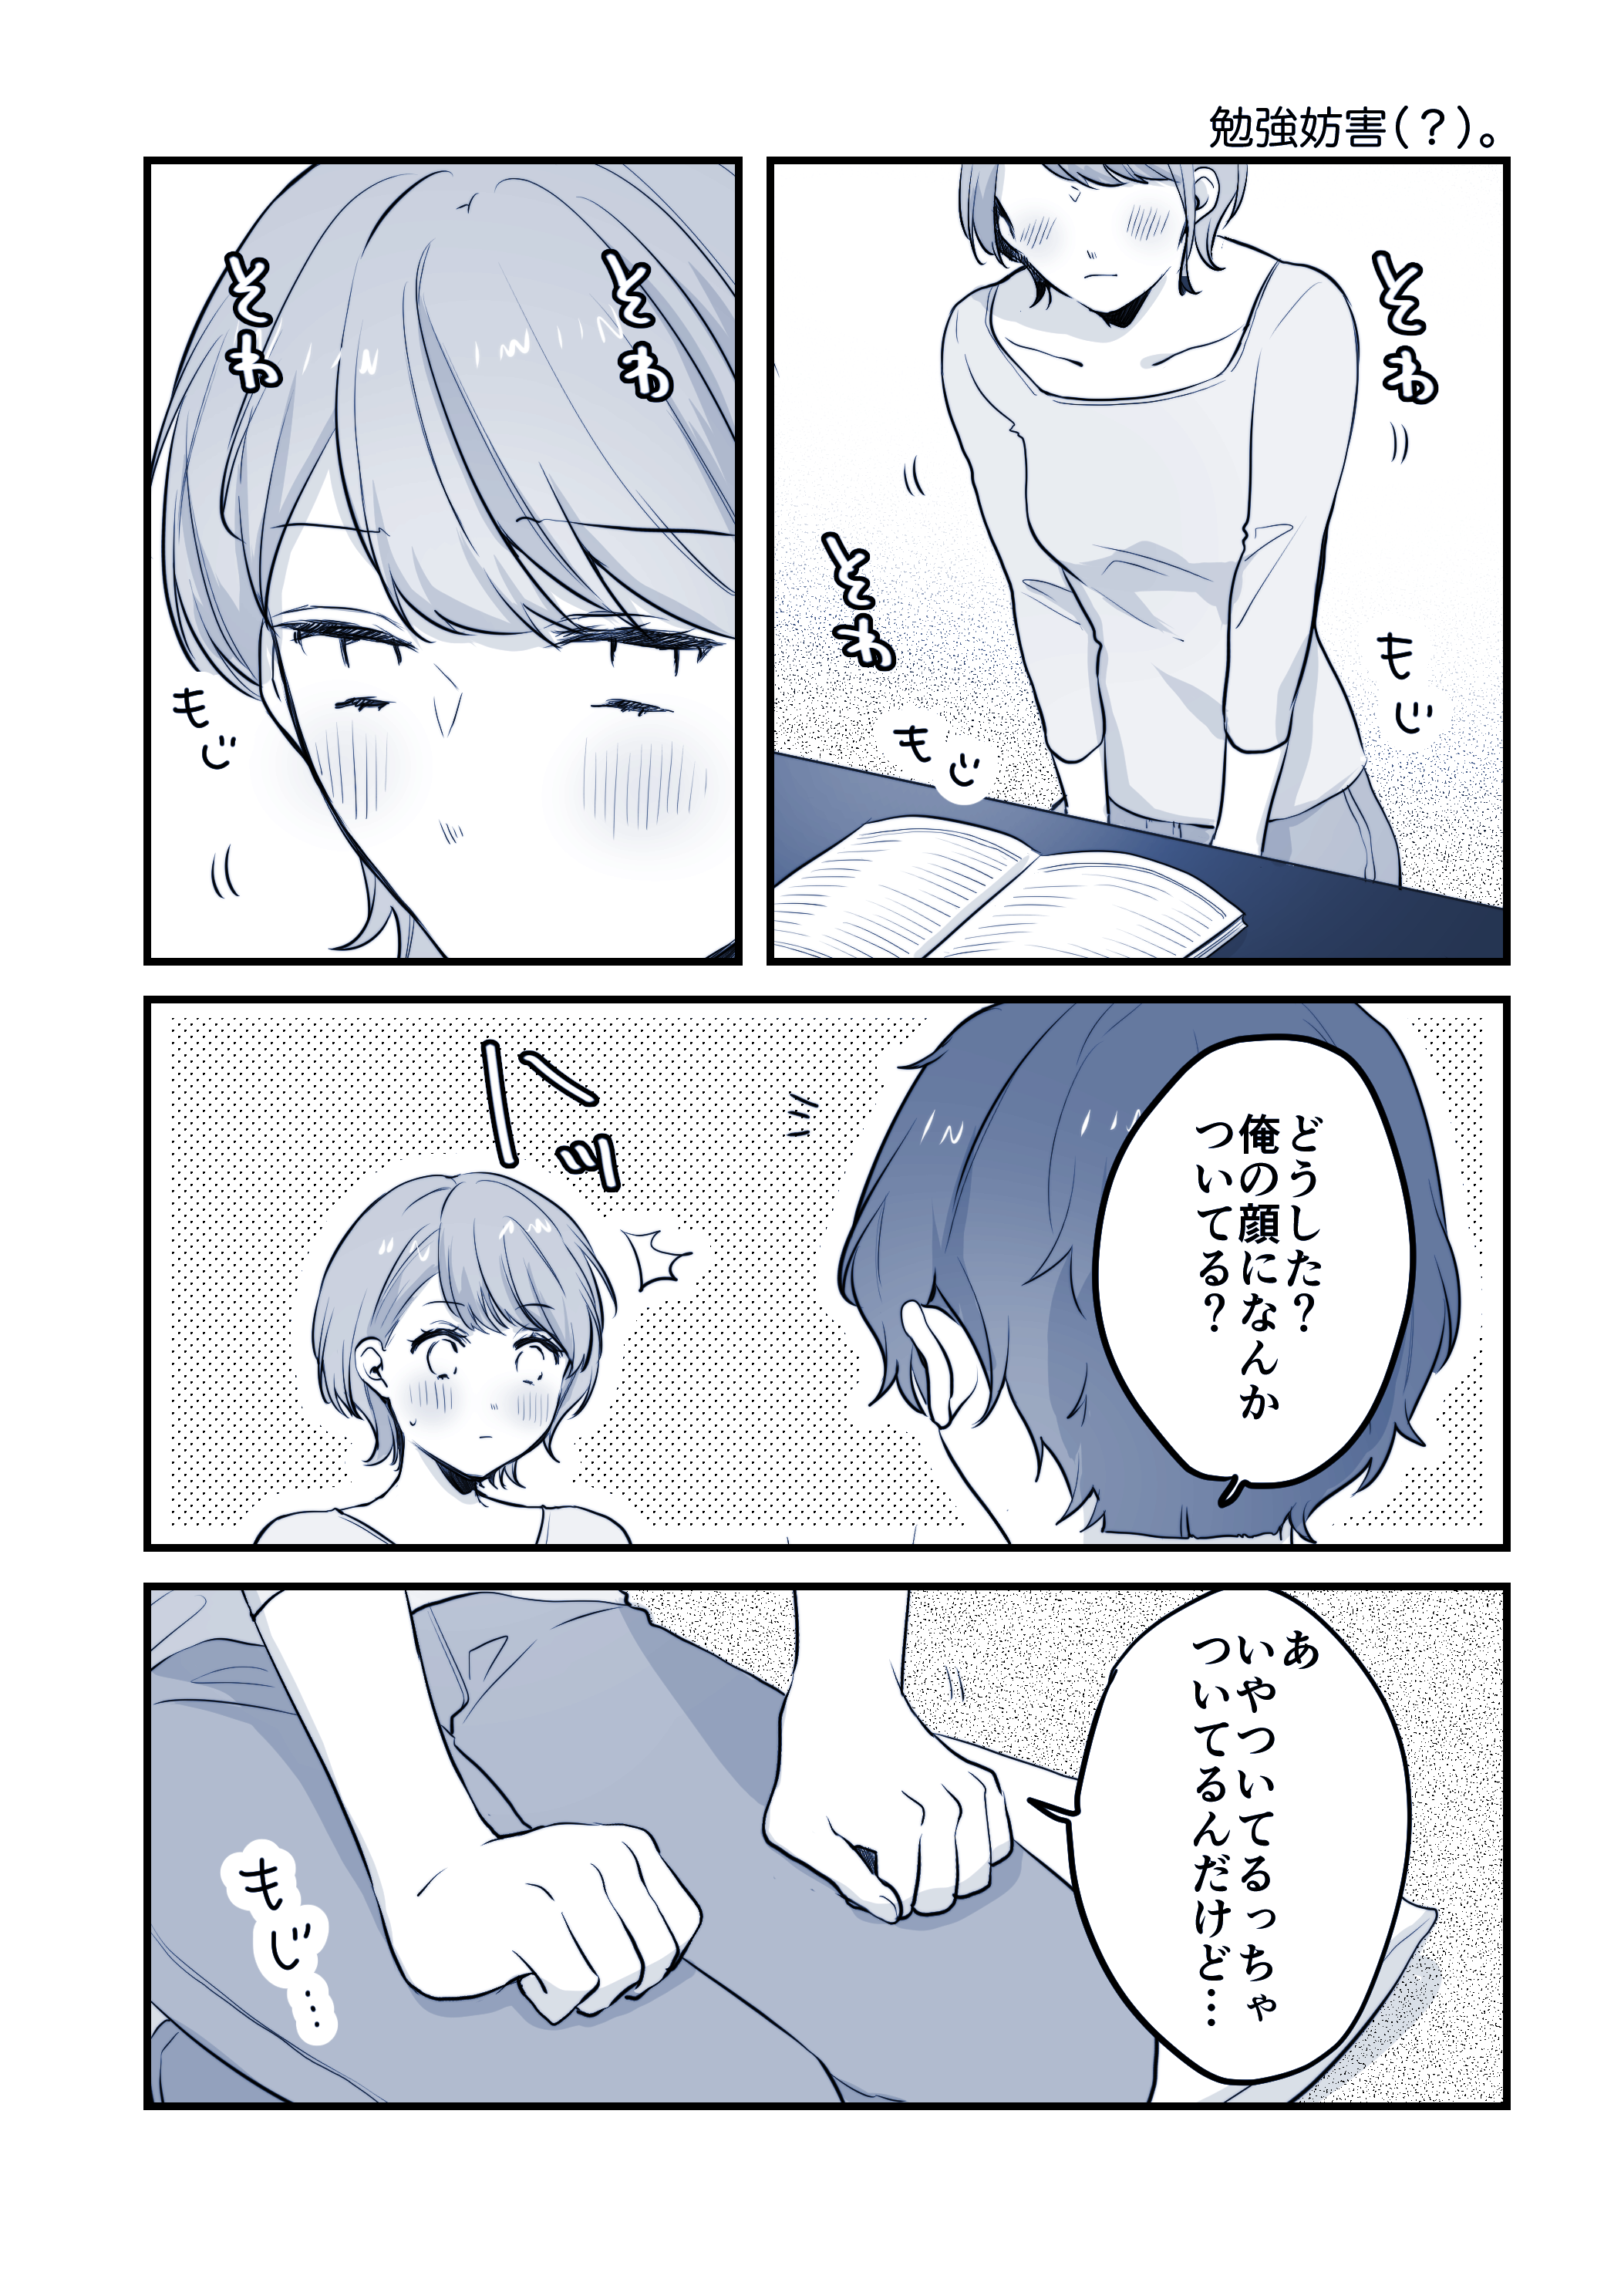 勉強妨害(？)。
そわ
そわ
もじ
もじ
そわ
そわ
もじ
どうした？
俺の顔になんか
ついてる？
ハッ
あ
いやついてるっちゃ
ついてるんだけど…
もじ…